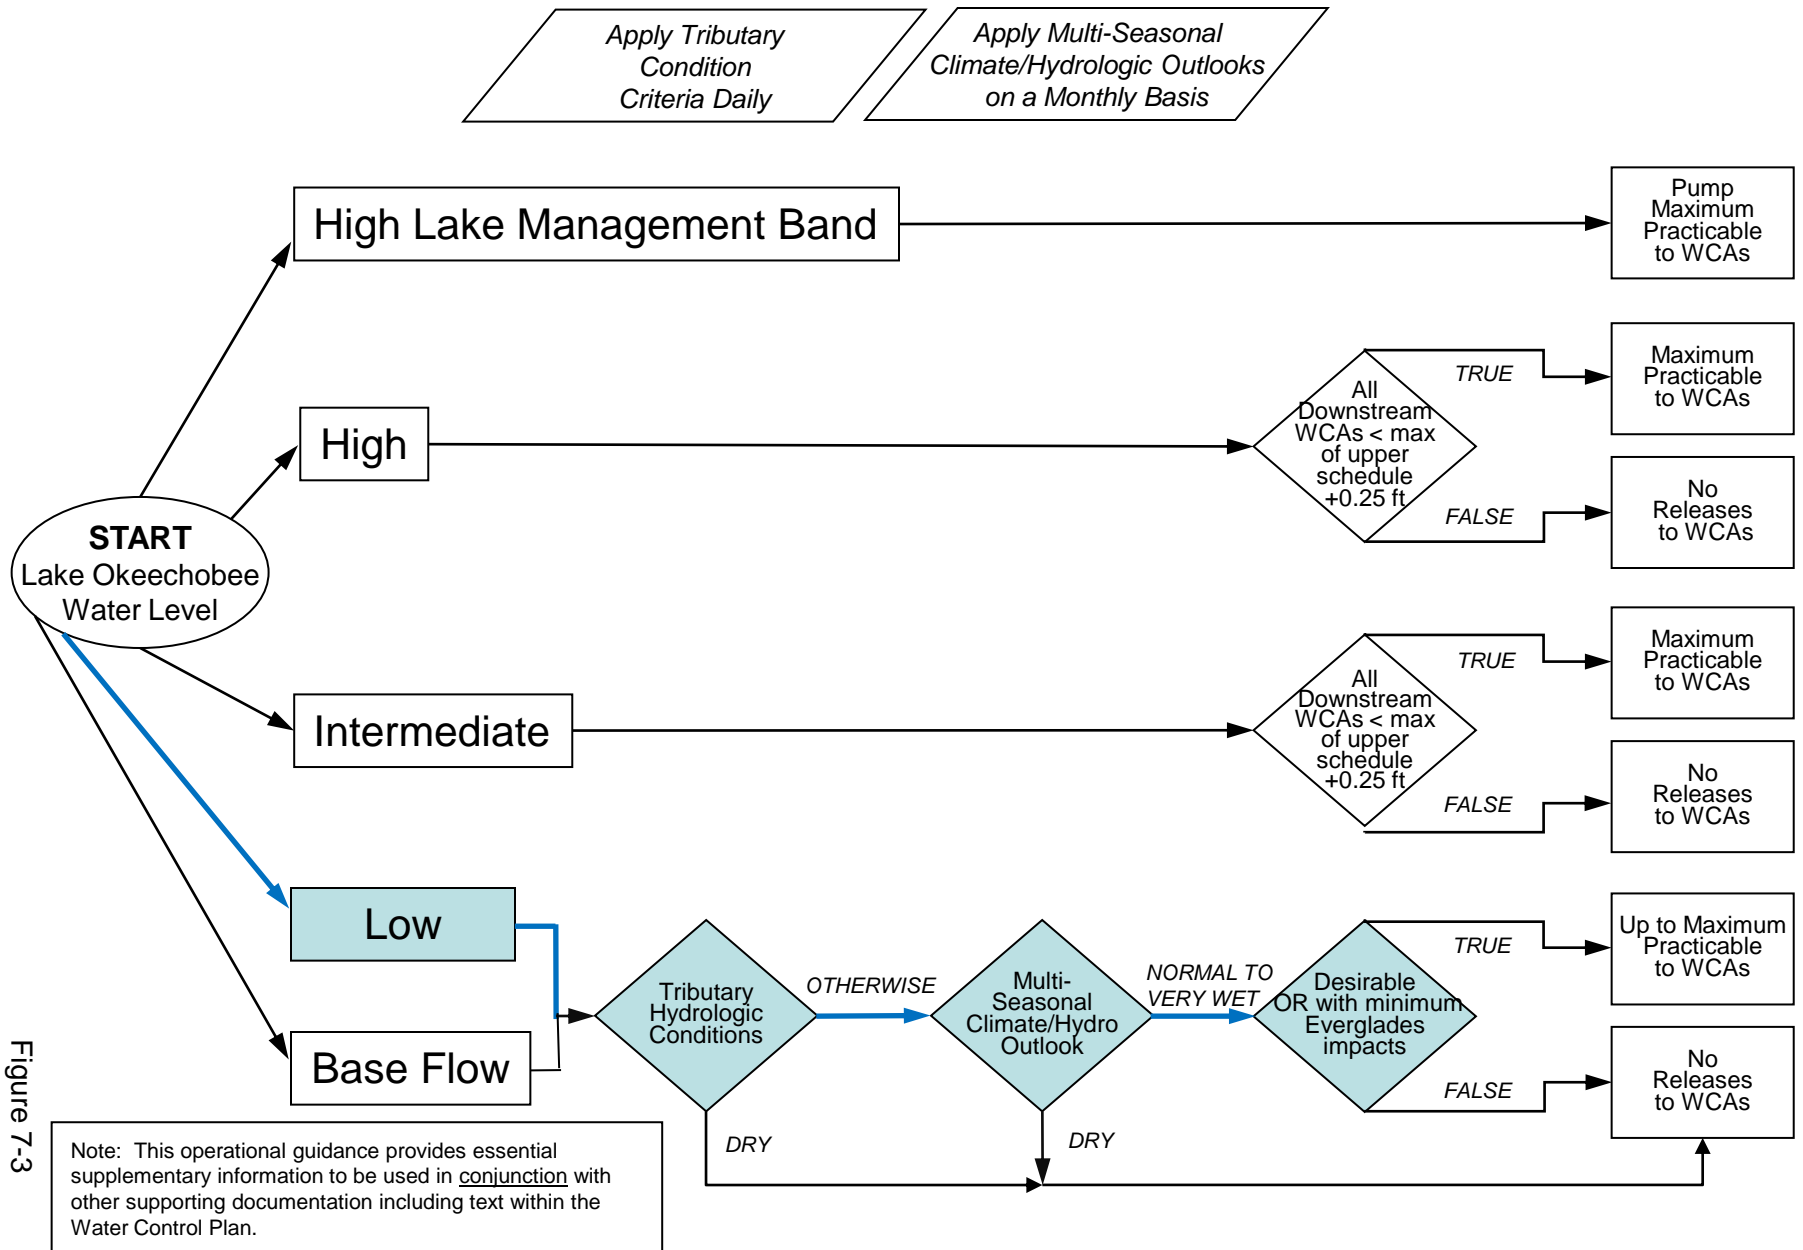 Apply Tributary
Condition
Criteria Daily
Apply Multi-Seasonal
Climate/Hydrologic Outlooks
on a Monthly Basis
High Lake Management Band
Pump
Maximum
Practicable
to WCAs
High
All
Downstream
WCAs < max
of upper
schedule
+0.25 ft
TRUE
Maximum
Practicable
to WCAs
FALSE
No
Releases
to WCAs
START
Lake Okeechobee
Water Level
Intermediate
All
Downstream
WCAs < max
of upper
schedule
+0.25 ft
TRUE
Maximum
Practicable
to WCAs
FALSE
No
Releases
to WCAs
Low
Base Flow
Tributary
Hydrologic
Conditions
OTHERWISE
DRY
Multi-
Seasonal
Climate/Hydro
Outlook
NORMAL TO
VERY WET
DRY
Desirable
OR with minimum
Everglades
impacts
TRUE
Up to Maximum
Practicable
to WCAs
FALSE
No
Releases
to WCAs
Figure 7-3
Note: This operational guidance provides essential
supplementary information to be used in conjunction with
other supporting documentation including text within the
Water Control Plan.